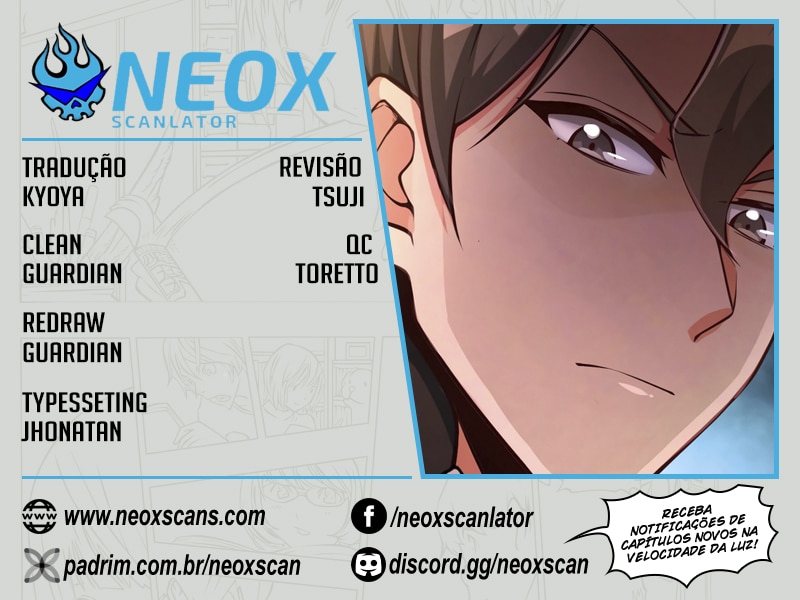 NEOX
SCANLATOR
TRADUÇÃO
KYOYA
REVISÃO
TSUJI
CLEAN
GUARDIAN
QC
TORETTO
REDRAW
GUARDIAN
TYPESSETING
JHONATAN
www.neoxscans.com
/neoxscanlator
padrim.com.br/neoxscan
discord.gg/neoxscan
RECEBA
NOTIFICAÇÕES DE
CAPÍTULOS NOVOS NA
VELOCIDADE DA LUZ!